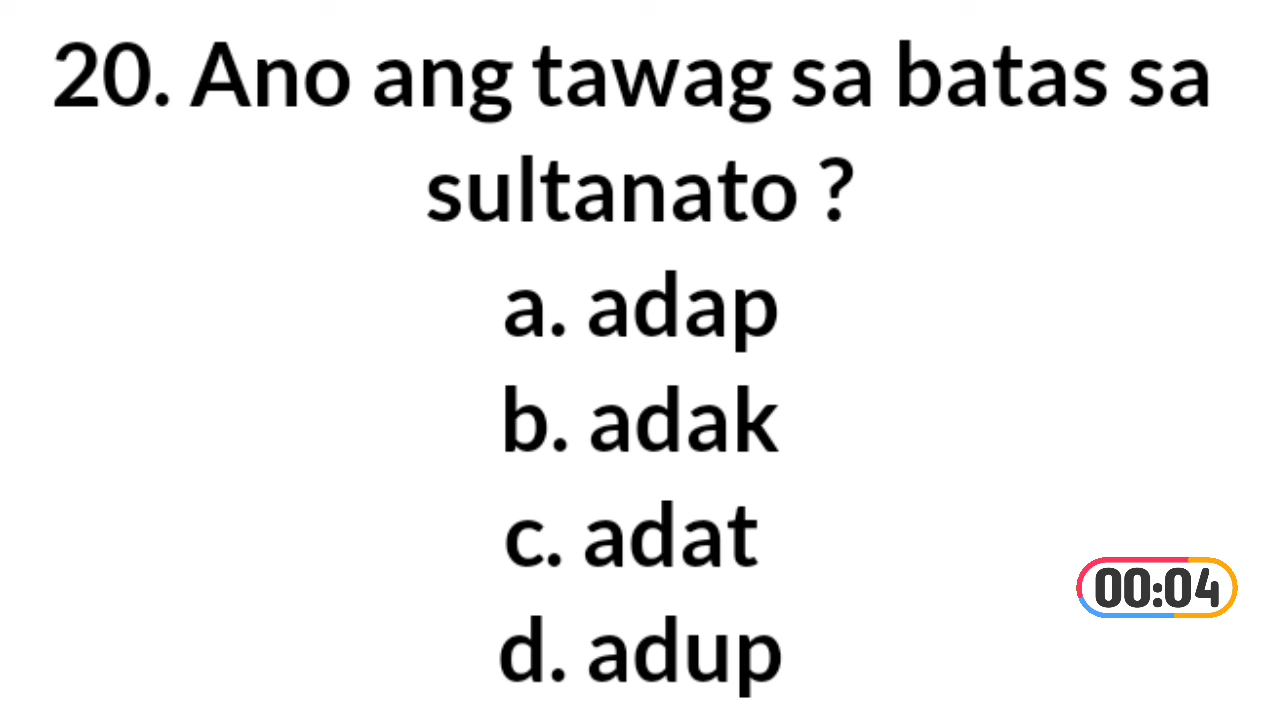 20. Ano ang tawag sa batas sa
sultanato ?
a. adap
b. adak
c. adat
d. adup
00:04